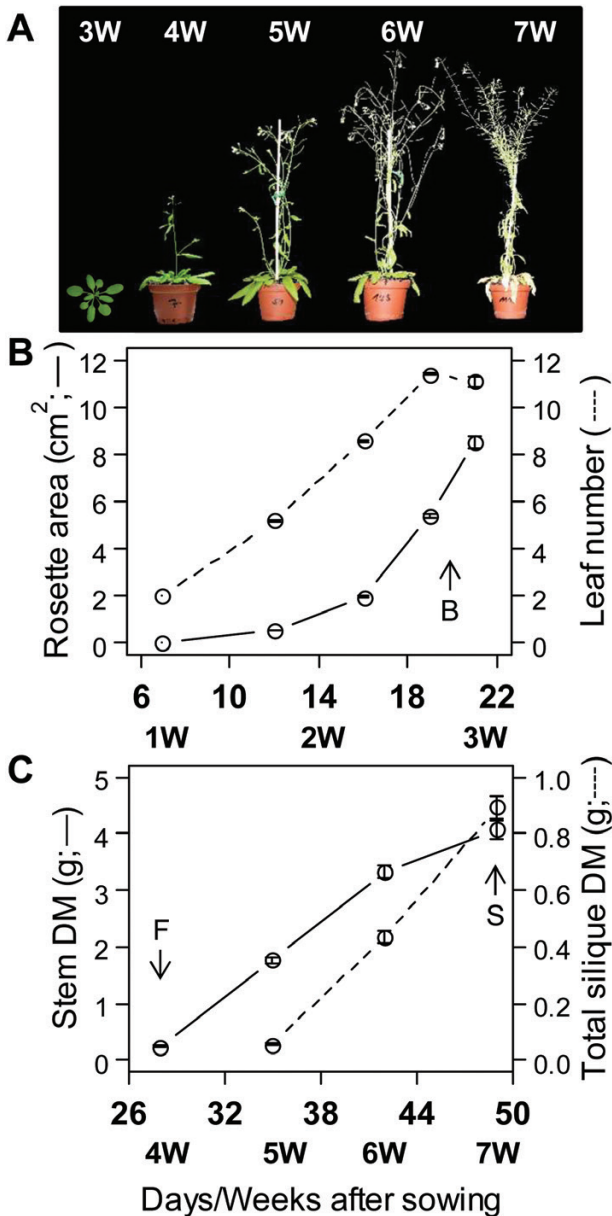 A 3W 4W 5W 6W 7W
B
Rosette area (cm²; —)
12
10
8
6
4
2
0
12
10
8
6
4
2
0
Leaf number (----)
B
6 10 14 18 22
1W 2W 3W
C
Stem DM (g; —)
5
4
3
2
1
0
1.0
0.8
0.6
0.4
0.2
0.0
Total silique DM (g;----)
F
S
26 32 38 44 50
4W 5W 6W 7W
Days/Weeks after sowing